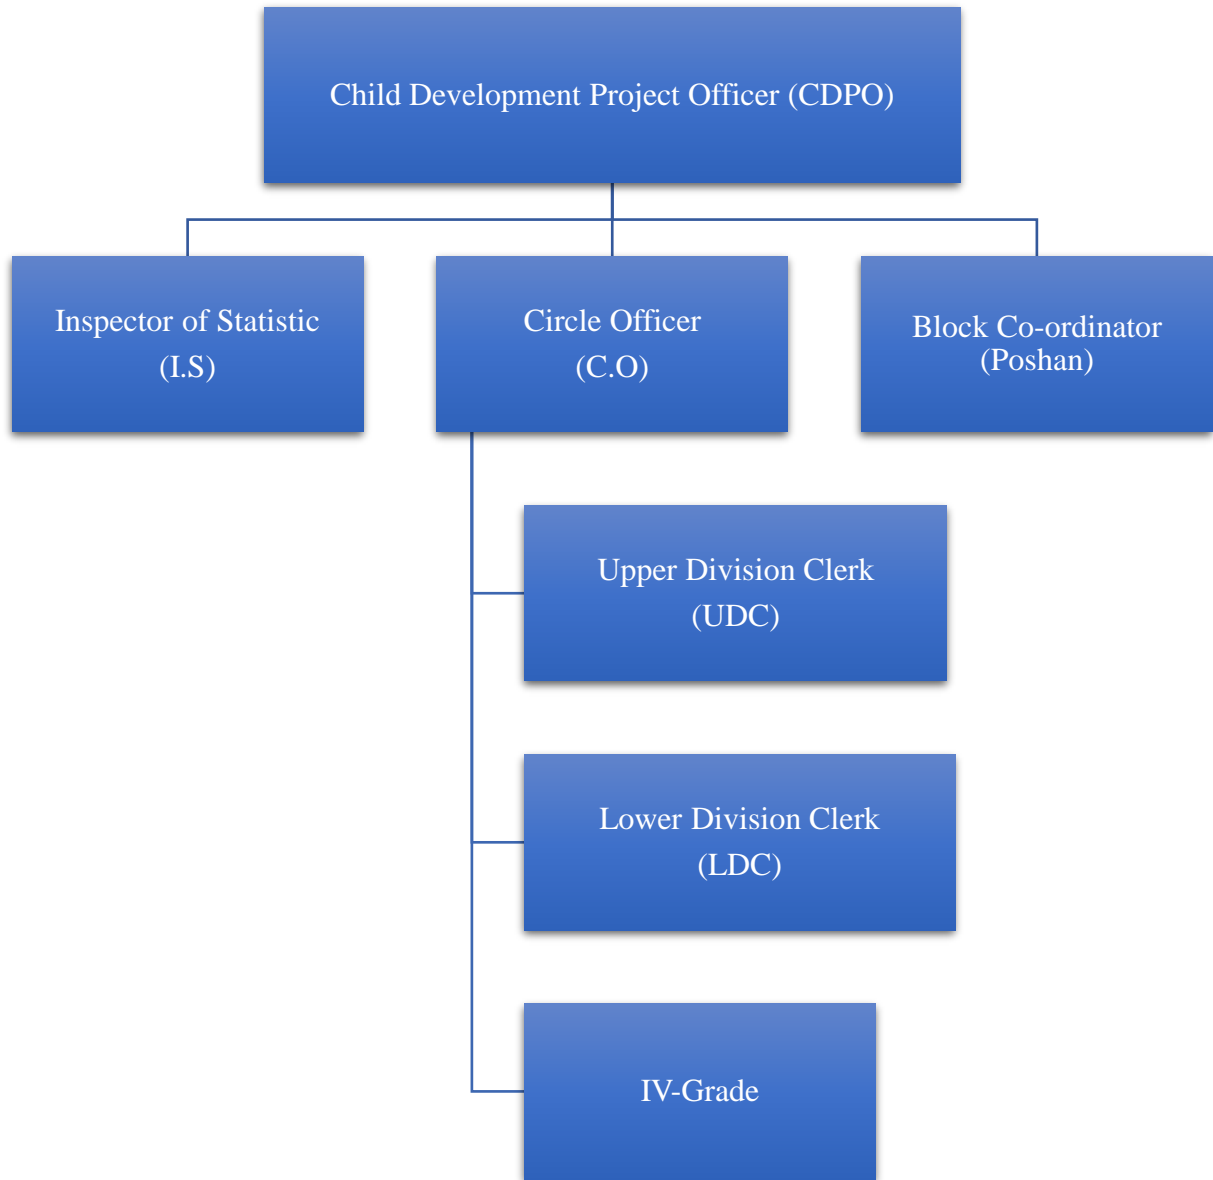 Child Development Project Officer (CDPO)
Inspector of Statistic
(I.S)
Circle Officer
(C.O)
Block Co-ordinator
(Poshan)
Upper Division Clerk
(UDC)
Lower Division Clerk
(LDC)
IV-Grade